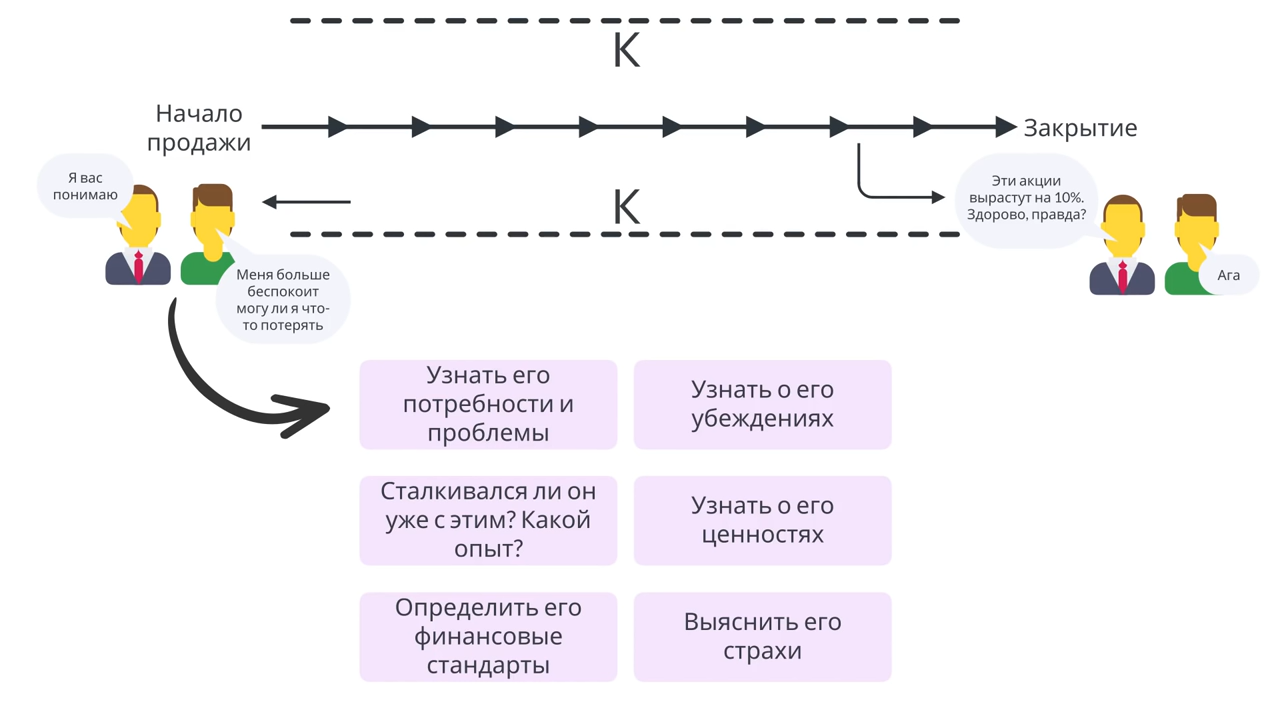 К
Начало
продажи
Закрытие
Я вас
понимаю
К
Эти акции
вырастут на 10%.
Здорово, правда?
Меня больше
беспокоит
могу ли я что-
то потерять
Ага
Узнать его
потребности и
проблемы
Узнать о его
убеждениях
Сталкивался ли он
уже с этим? Какой
опыт?
Узнать о его
ценностях
Определить его
финансовые
стандарты
Выяснить его
страхи